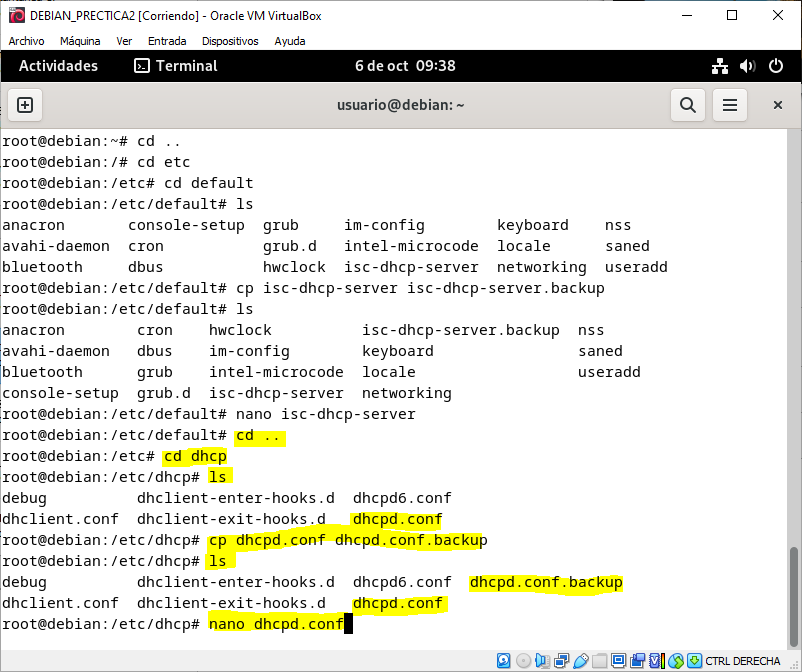 DEBIAN_PRECTICA2 [Corriendo] - Oracle VM VirtualBox
Archivo Máquina Ver Entrada Dispositivos Ayuda
Actividades Terminal 6 de oct 09:38
usuario@debian: ~
root@debian:~# cd ..
root@debian:/# cd etc
root@debian:/etc# cd default
root@debian:/etc/default# ls
anacron console-setup grub im-config keyboard nss
avahi-daemon cron grub.d intel-microcode locale saned
bluetooth dbus hwclock isc-dhcp-server networking useradd
root@debian:/etc/default# cp isc-dhcp-server isc-dhcp-server.backup
root@debian:/etc/default# ls
anacron cron hwclock isc-dhcp-server.backup nss
avahi-daemon dbus im-config keyboard saned
bluetooth grub intel-microcode locale useradd
console-setup grub.d isc-dhcp-server networking
root@debian:/etc/default# nano isc-dhcp-server
root@debian:/etc/default# cd ..
root@debian:/etc# cd dhcp
root@debian:/etc/dhcp# ls
debug dhclient-enter-hooks.d dhcpd6.conf
dhclient.conf dhclient-exit-hooks.d dhcpd.conf
root@debian:/etc/dhcp# cp dhcpd.conf dhcpd.conf.backup
root@debian:/etc/dhcp# ls
debug dhclient-enter-hooks.d dhcpd6.conf dhcpd.conf.backup
dhclient.conf dhclient-exit-hooks.d dhcpd.conf
root@debian:/etc/dhcp# nano dhcpd.conf
CTRL DERECHA